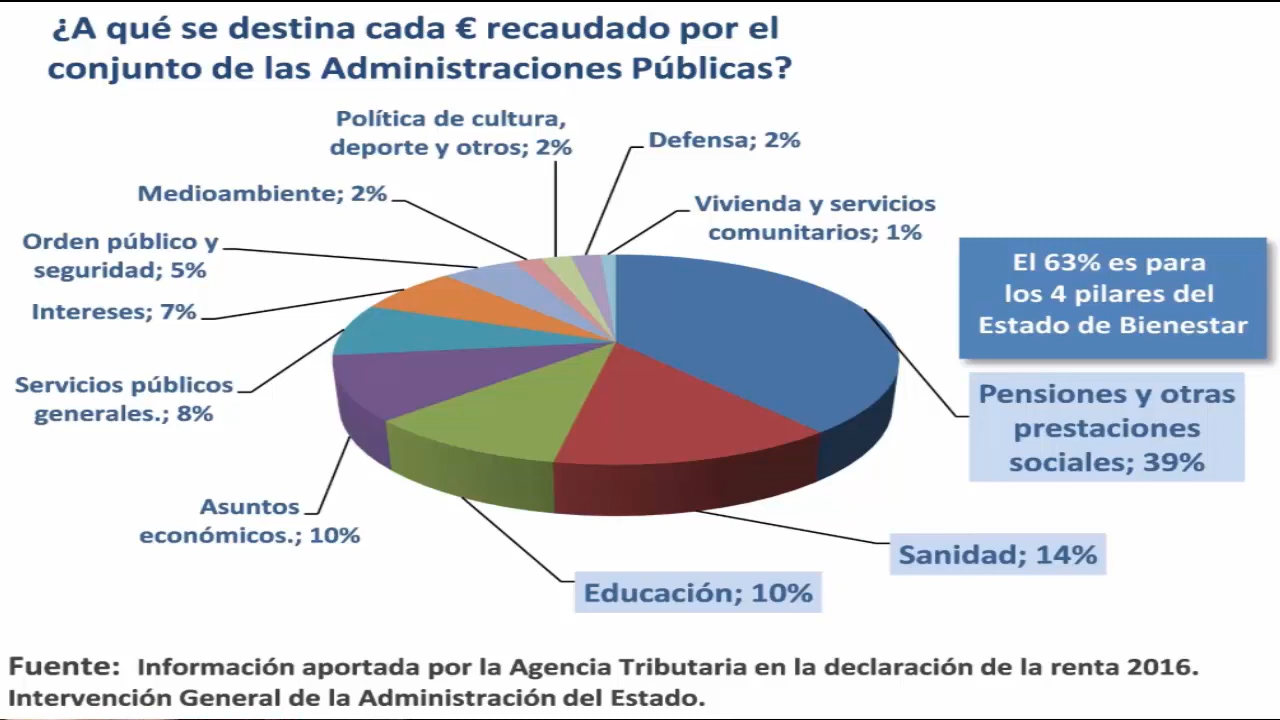 ¿A qué se destina cada € recaudado por el
conjunto de las Administraciones Públicas?
Política de cultura,
deporte y otros; 2%
Defensa; 2%
Medioambiente; 2%
Vivienda y servicios
comunitarios; 1%
Orden público y
seguridad; 5%
Intereses; 7%
El 63% es para
los 4 pilares del
Estado de Bienestar
Servicios públicos
generales.; 8%
Pensiones y otras
prestaciones
sociales; 39%
Asuntos
económicos.; 10%
Sanidad; 14%
Educación; 10%
Fuente: Información aportada por la Agencia Tributaria en la declaración de la renta 2016.
Intervención General de la Administración del Estado.